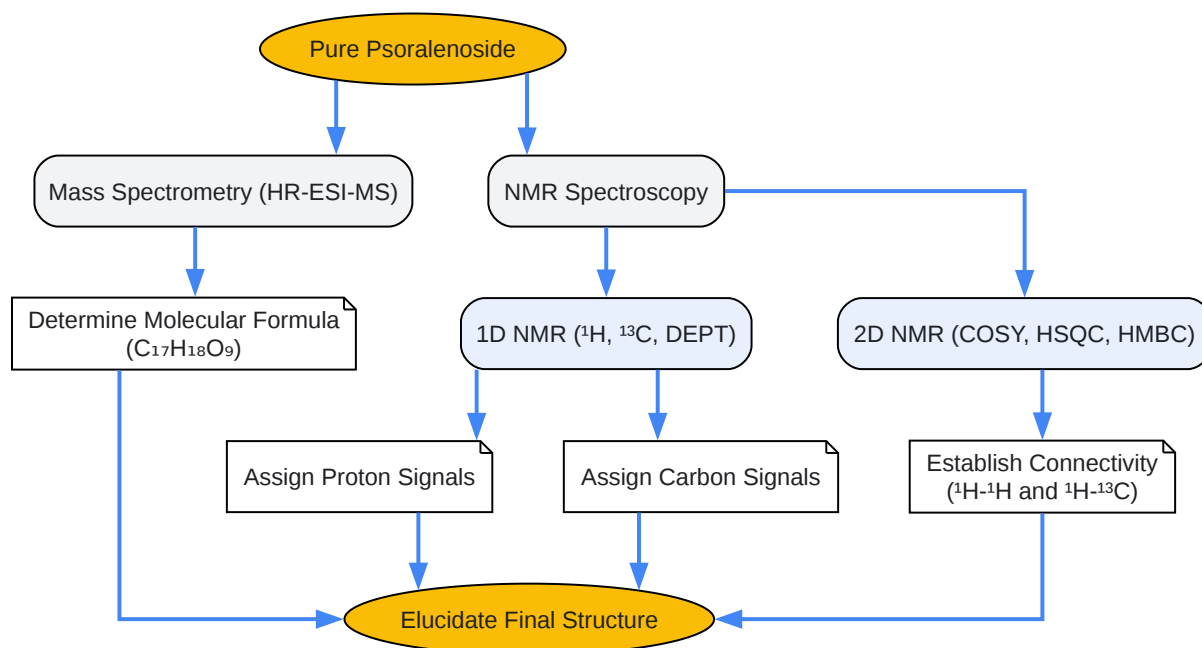 Pure Psoralenoside
Mass Spectrometry (HR-ESI-MS)
NMR Spectroscopy
Determine Molecular Formula
(C₁₇H₁₈O₉)
1D NMR (¹H, ¹³C, DEPT)
2D NMR (COSY, HSQC, HMBC)
Assign Proton Signals
Assign Carbon Signals
Establish Connectivity
(¹H-¹H and ¹H-¹³C)
Elucidate Final Structure